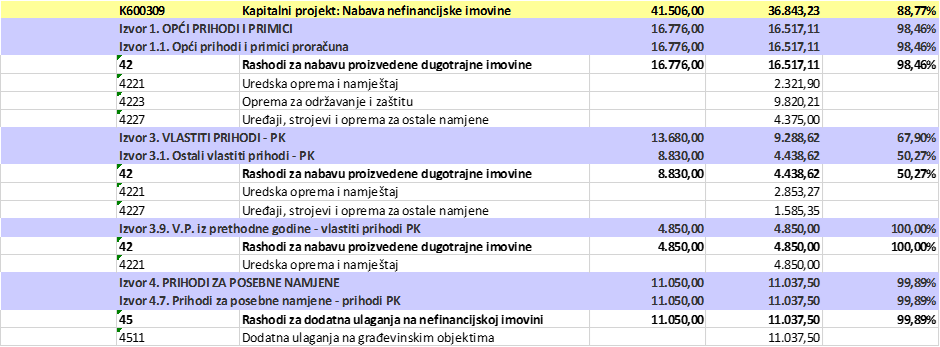 K600309 Kapitalni projekt: Nabava nefinancijske imovine 41.506,00 36.843,23 88,77%
Izvor 1. OPĆI PRIHODI I PRIMICI 16.776,00 16.517,11 98,46%
Izvor 1.1. Opći prihodi i primici proračuna 16.776,00 16.517,11 98,46%
42 Rashodi za nabavu proizvedene dugotrajne imovine 16.776,00 16.517,11 98,46%
4221 Uredska oprema i namještaj 2.321,90
4223 Oprema za održavanje i zaštitu 9.820,21
4227 Uređaji, strojevi i oprema za ostale namjene 4.375,00
Izvor 3. VLASTITI PRIHODI - PK 13.680,00 9.288,62 67,90%
Izvor 3.1. Ostali vlastiti prihodi - PK 8.830,00 4.438,62 50,27%
42 Rashodi za nabavu proizvedene dugotrajne imovine 8.830,00 4.438,62 50,27%
4221 Uredska oprema i namještaj 2.853,27
4227 Uređaji, strojevi i oprema za ostale namjene 1.585,35
Izvor 3.9. V.P. iz prethodne godine - vlastiti prihodi PK 4.850,00 4.850,00 100,00%
42 Rashodi za nabavu proizvedene dugotrajne imovine 4.850,00 4.850,00 100,00%
4221 Uredska oprema i namještaj 4.850,00
Izvor 4. PRIHODI ZA POSEBNE NAMJENE 11.050,00 11.037,50 99,89%
Izvor 4.7. Prihodi za posebne namjene - prihodi PK 11.050,00 11.037,50 99,89%
45 Rashodi za dodatna ulaganja na nefinancijskoj imovini 11.050,00 11.037,50 99,89%
4511 Dodatna ulaganja na građevinskim objektima 11.037,50